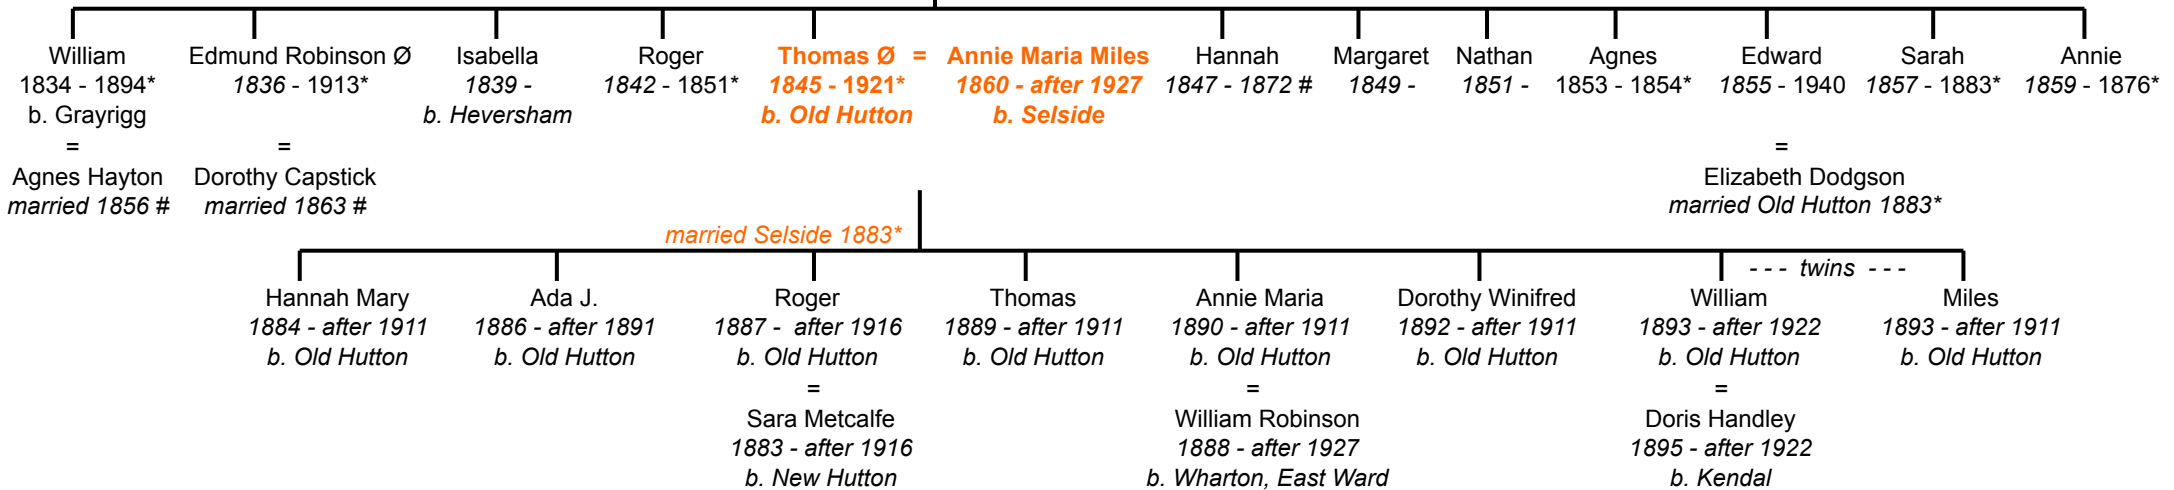 William
1834 - 1894*
b. Grayrigg
=
Agnes Hayton
married 1856 #
Edmund Robinson Ø
1836 - 1913*
=
Dorothy Capstick
married 1863 #
Isabella
1839 -
b. Heversham
Roger
1842 - 1851*
Thomas Ø = Annie Maria Miles
1845 - 1921*
b. Old Hutton
1860 - after 1927
b. Selside
Hannah
1847 - 1872 #
Margaret
1849 -
Nathan
1851 -
Agnes
1853 - 1854*
Edward
1855 - 1940
=
Elizabeth Dodgson
married Old Hutton 1883*
Sarah
1857 - 1883*
Annie
1859 - 1876*
married Selside 1883*
- - - twins - - -
Hannah Mary
1884 - after 1911
b. Old Hutton
Ada J.
1886 - after 1891
b. Old Hutton
Roger
1887 - after 1916
b. Old Hutton
=
Sara Metcalfe
1883 - after 1916
b. New Hutton
Thomas
1889 - after 1911
b. Old Hutton
Annie Maria
1890 - after 1911
b. Old Hutton
=
William Robinson
1888 - after 1927
b. Wharton, East Ward
Dorothy Winifred
1892 - after 1911
b. Old Hutton
William
1893 - after 1922
b. Old Hutton
=
Doris Handley
1895 - after 1922
b. Kendal
Miles
1893 - after 1911
b. Old Hutton